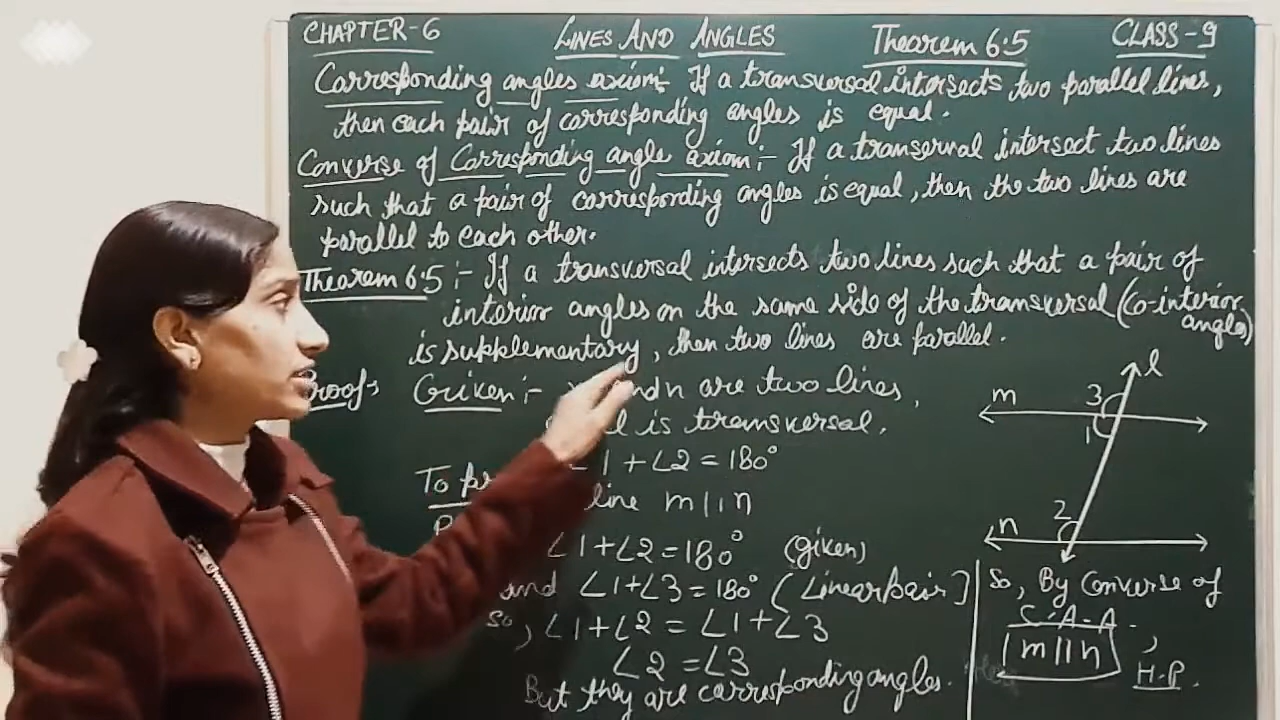 CHAPTER-6 LINES AND ANGLES Theorem 6.5 CLASS-9
Corresponding angles axiom:- If a transversal intersects two parallel lines,
then each pair of corresponding angles is equal.
Converse of Corresponding angle axiom:- If a transerval intersect two lines
such that a pair of corresponding angles is equal, then the two lines are
parallel to each other.
Theorem 6.5:- If a transversal intersects two lines such that a pair of
interior angles on the same side of the transversal (Co-interior
angles)
is supplementary, then two lines are parallel.
Proof Given:- and n are two lines,
l is transversal.
∠1+∠2=180°
To line m||n
∠1+∠2=180° (given)
and ∠1+∠3=180° (Linear pair]
So, ∠1+∠2=∠1+∠3
∠2=∠3
But they are corresponding angles.
l
m 3
1
2
n
So, By Converse of
C.A.A.,
m||n
H.P.